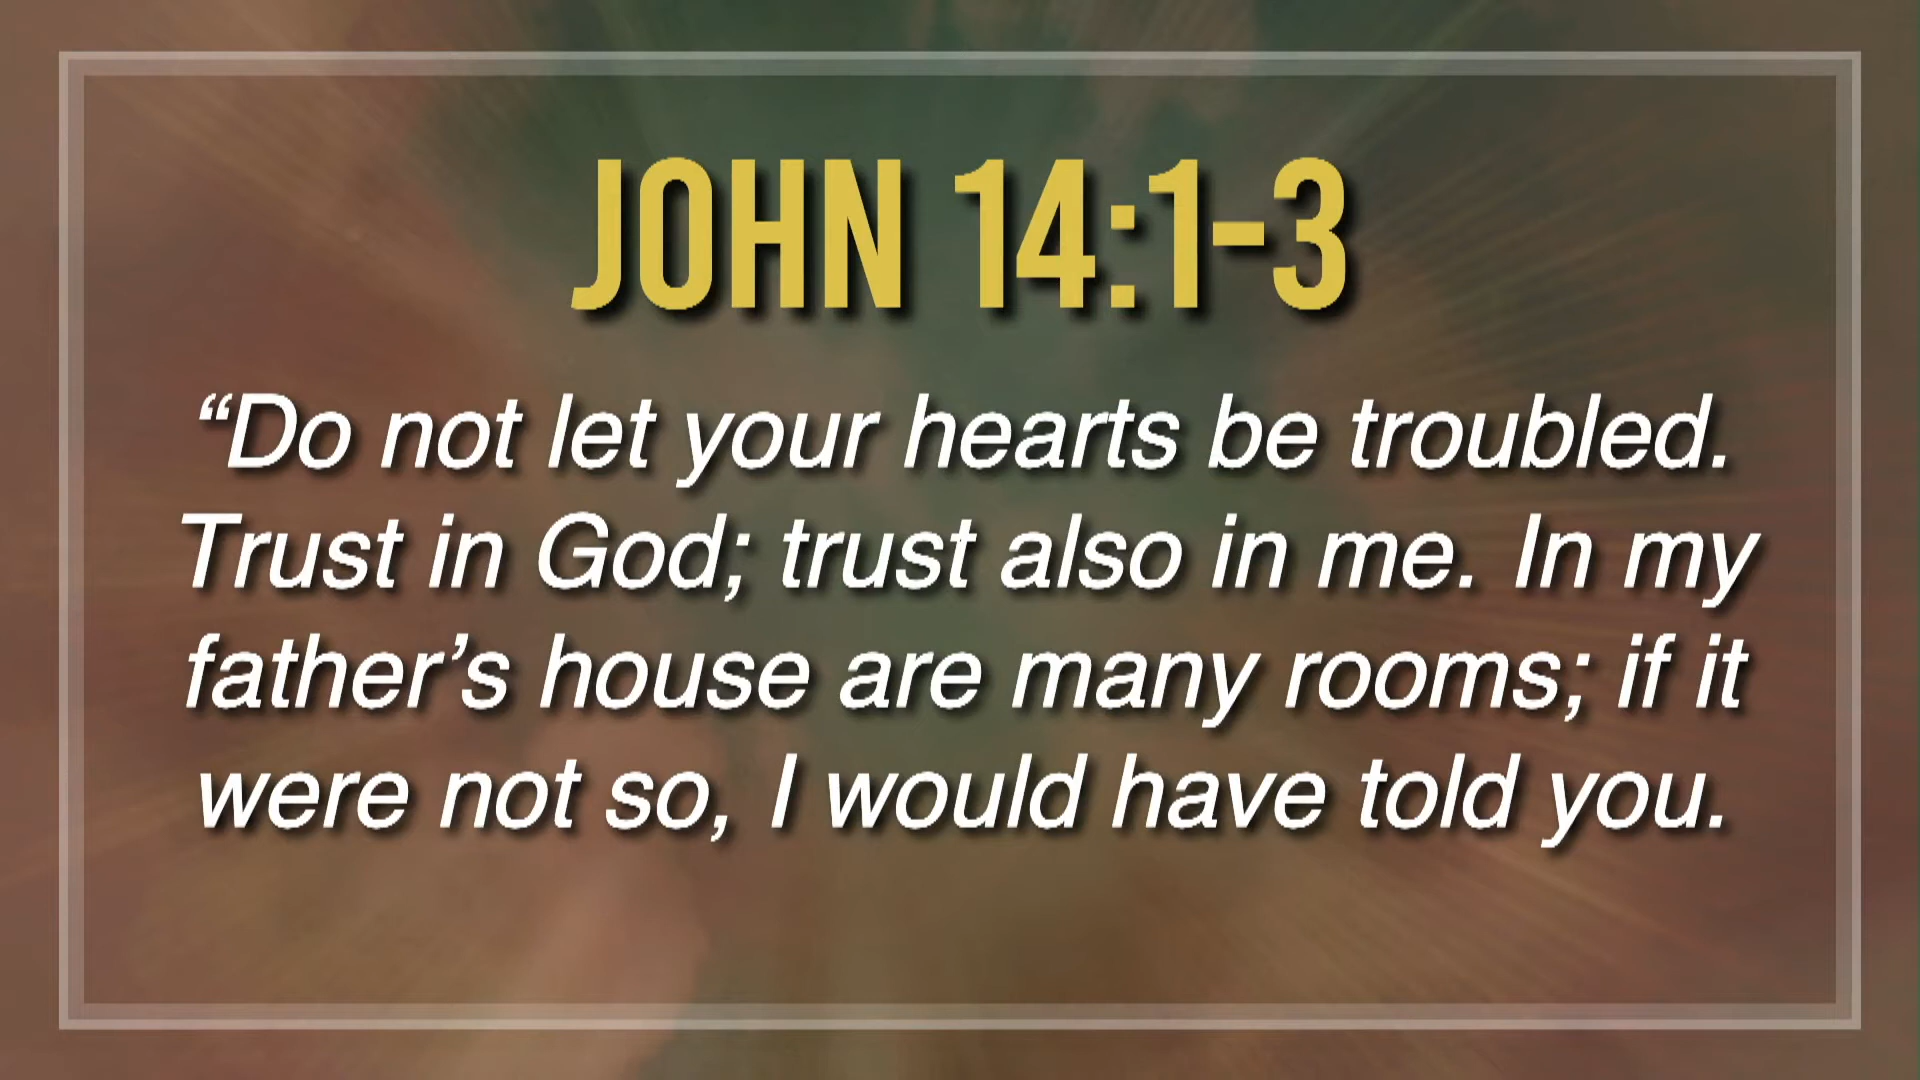 JOHN 14:1-3
“Do not let your hearts be troubled.
Trust in God; trust also in me. In my
father’s house are many rooms; if it
were not so, I would have told you.